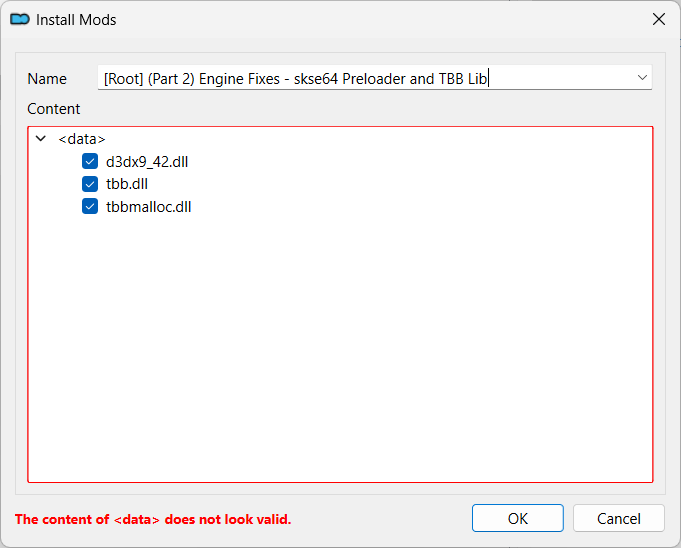 Install Mods
Name [Root] (Part 2) Engine Fixes - skse64 Preloader and TBB Lib
Content
<data>
d3dx9_42.dll
tbb.dll
tbbmalloc.dll
The content of <data> does not look valid.
OK Cancel